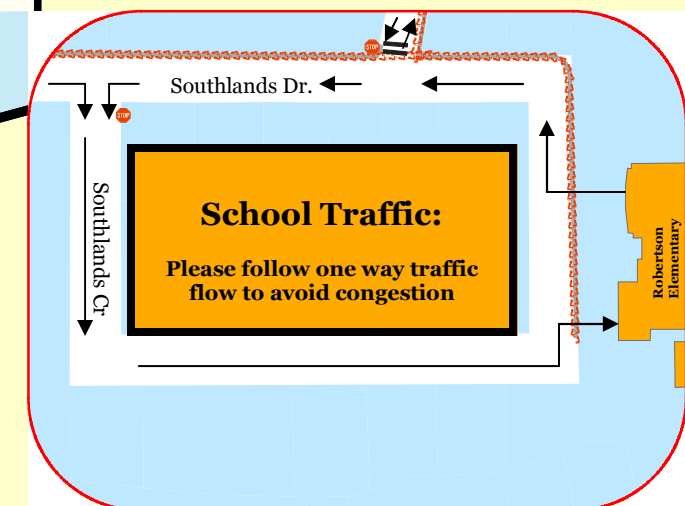 STOP
Southlands Dr.
STOP
Southlands Cr
School Traffic:
Please follow one way traffic
flow to avoid congestion
Robertson
Elementary